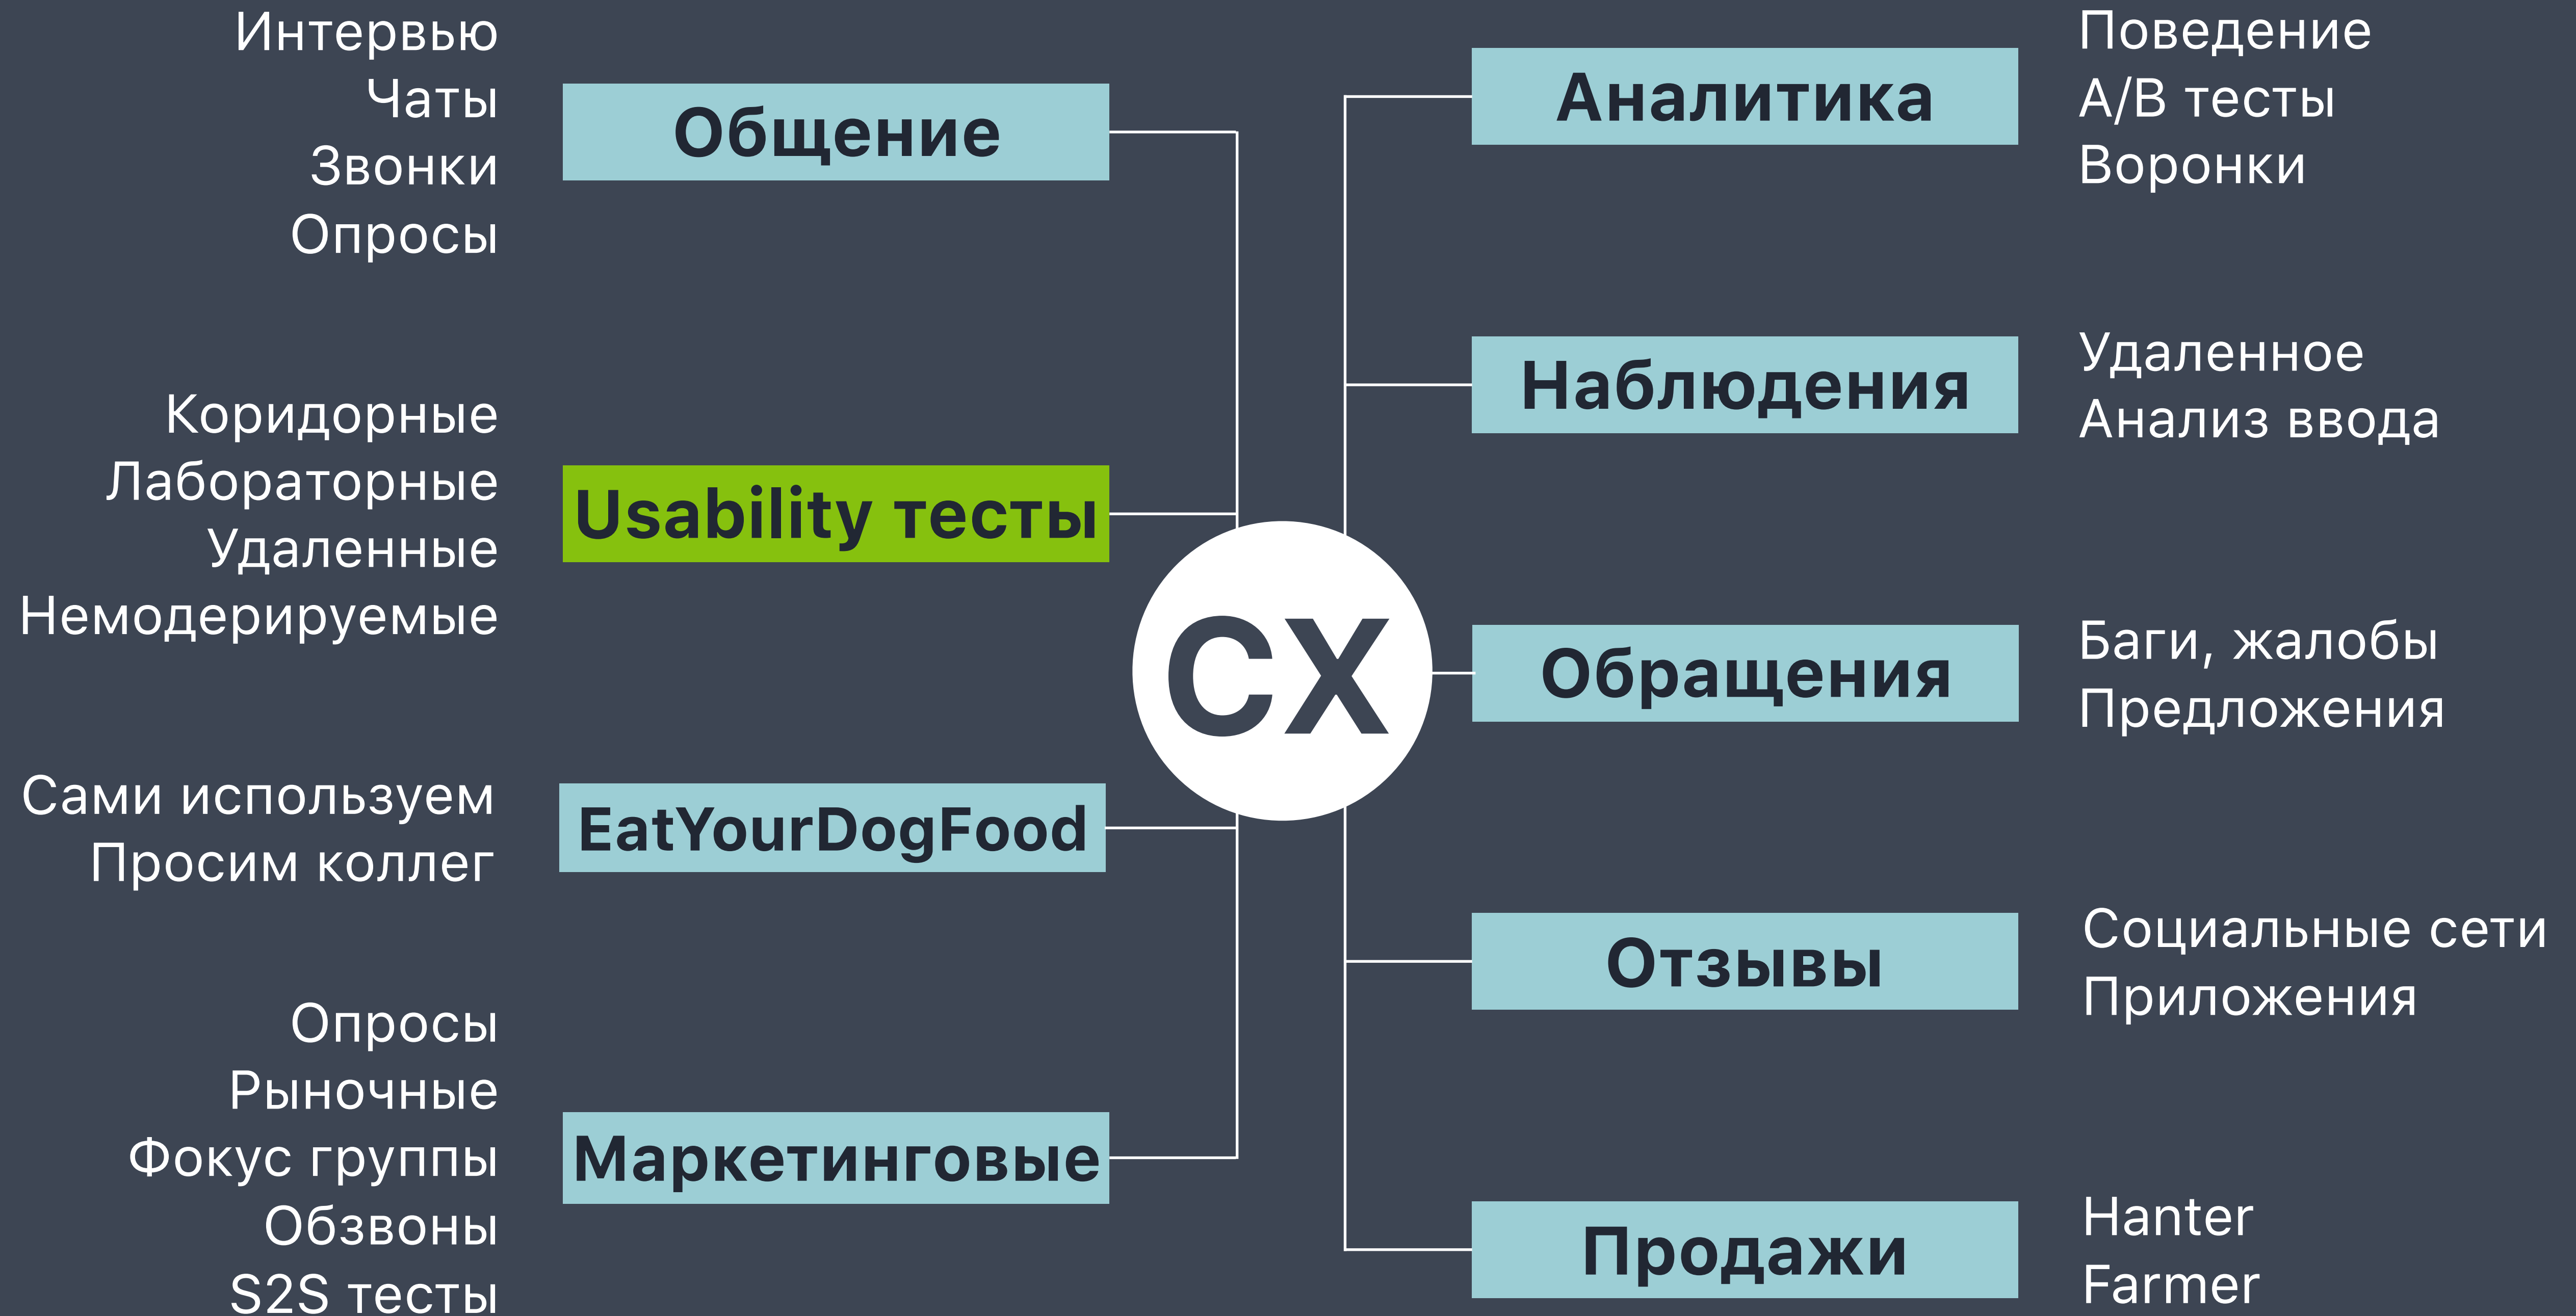 Интервью
Чаты
Звонки
Опросы
Общение
Коридорные
Лабораторные
Удаленные
Немодерируемые
Usability тесты
Сами используем
Просим коллег
EatYourDogFood
Опросы
Рыночные
Фокус группы
Обзвоны
S2S тесты
Маркетинговые
CX
Аналитика
Поведение
А/В тесты
Воронки
Наблюдения
Удаленное
Анализ ввода
Обращения
Баги, жалобы
Предложения
Отзывы
Социальные сети
Приложения
Продажи
Hanter
Farmer